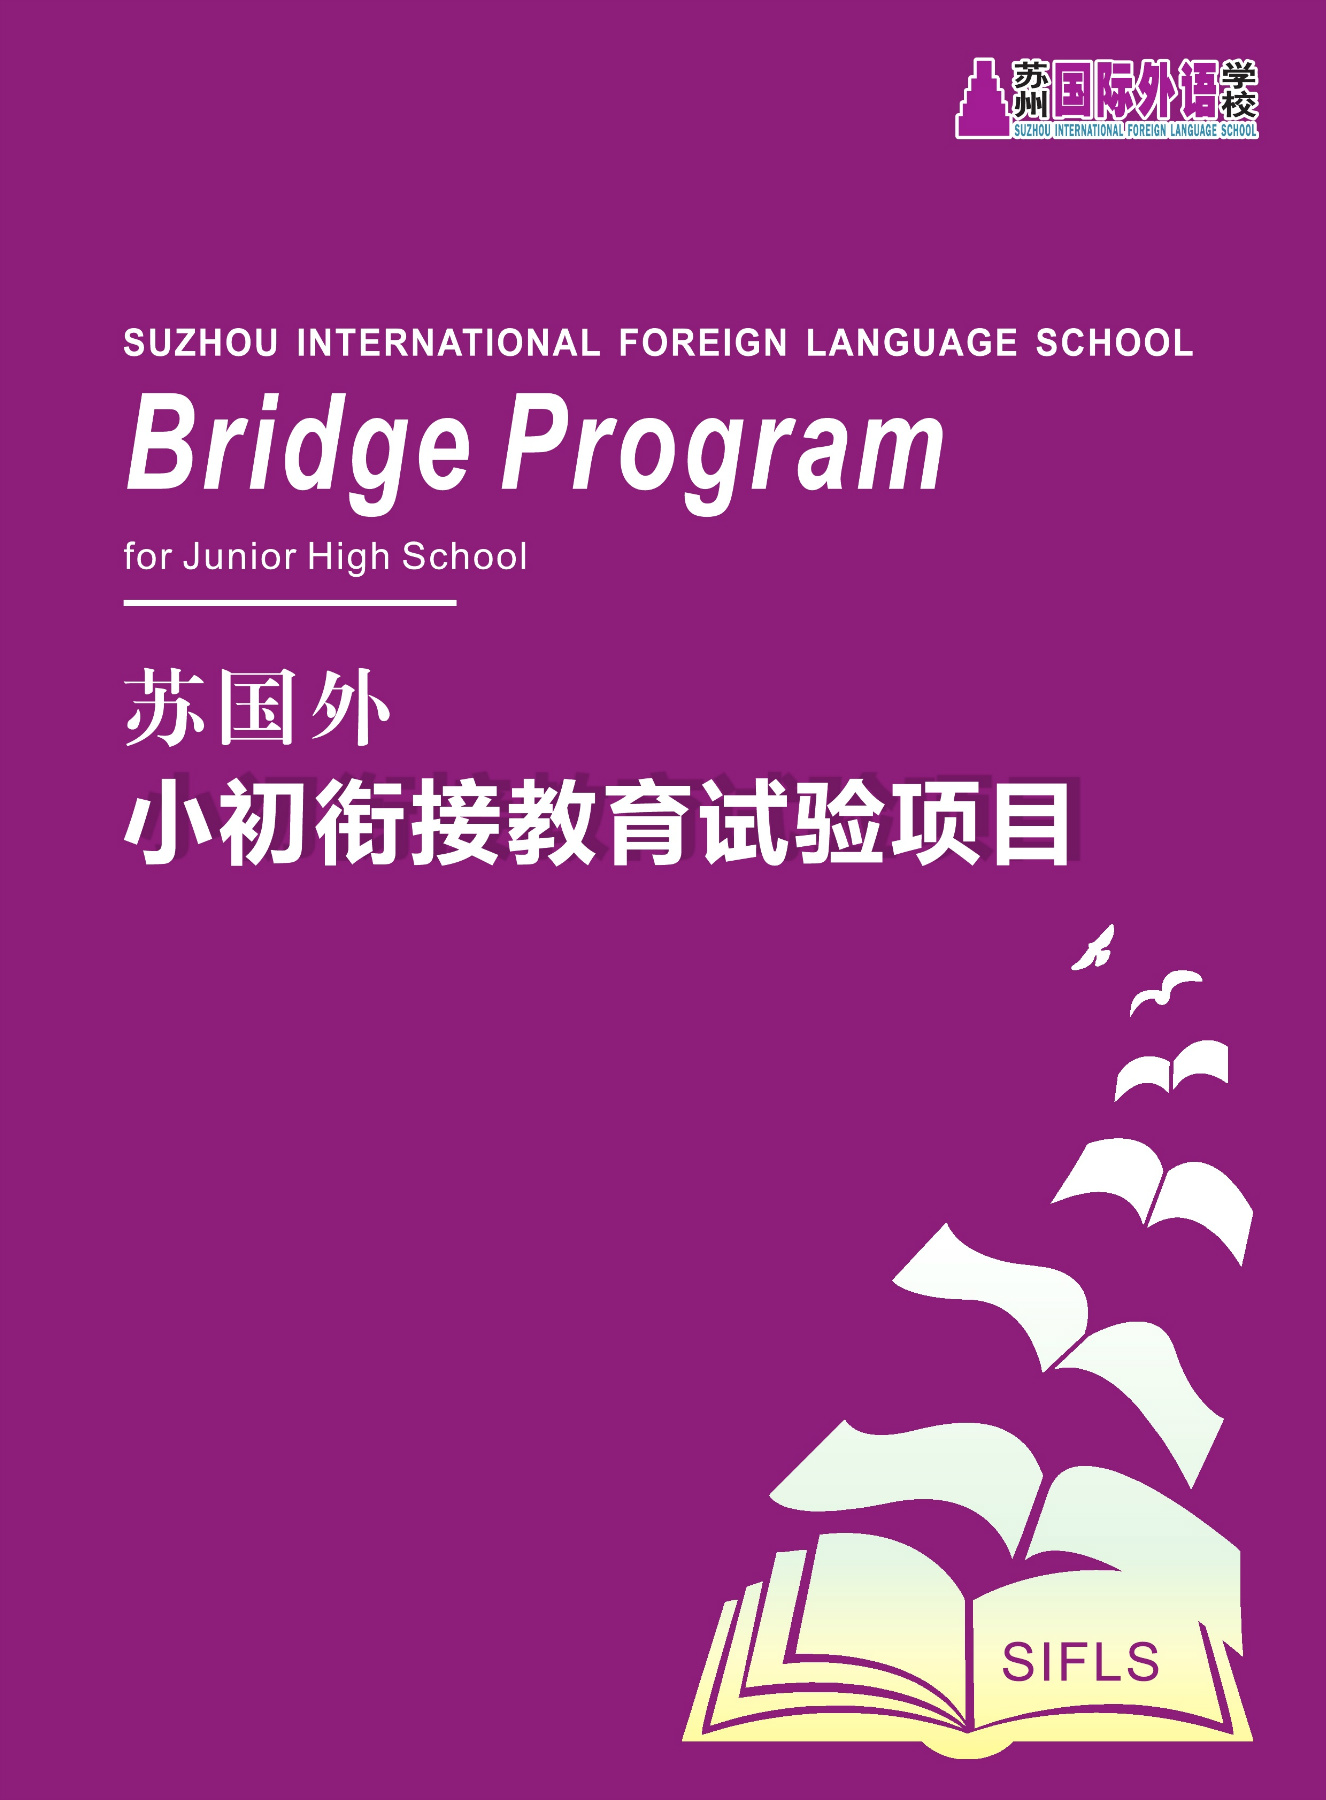 苏州国际外语学校
SUZHOU INTERNATIONAL FOREIGN LANGUAGE SCHOOL
SUZHOU INTERNATIONAL FOREIGN LANGUAGE SCHOOL
Bridge Program
for Junior High School
苏国外
小初衔接教育试验项目
SIFLS